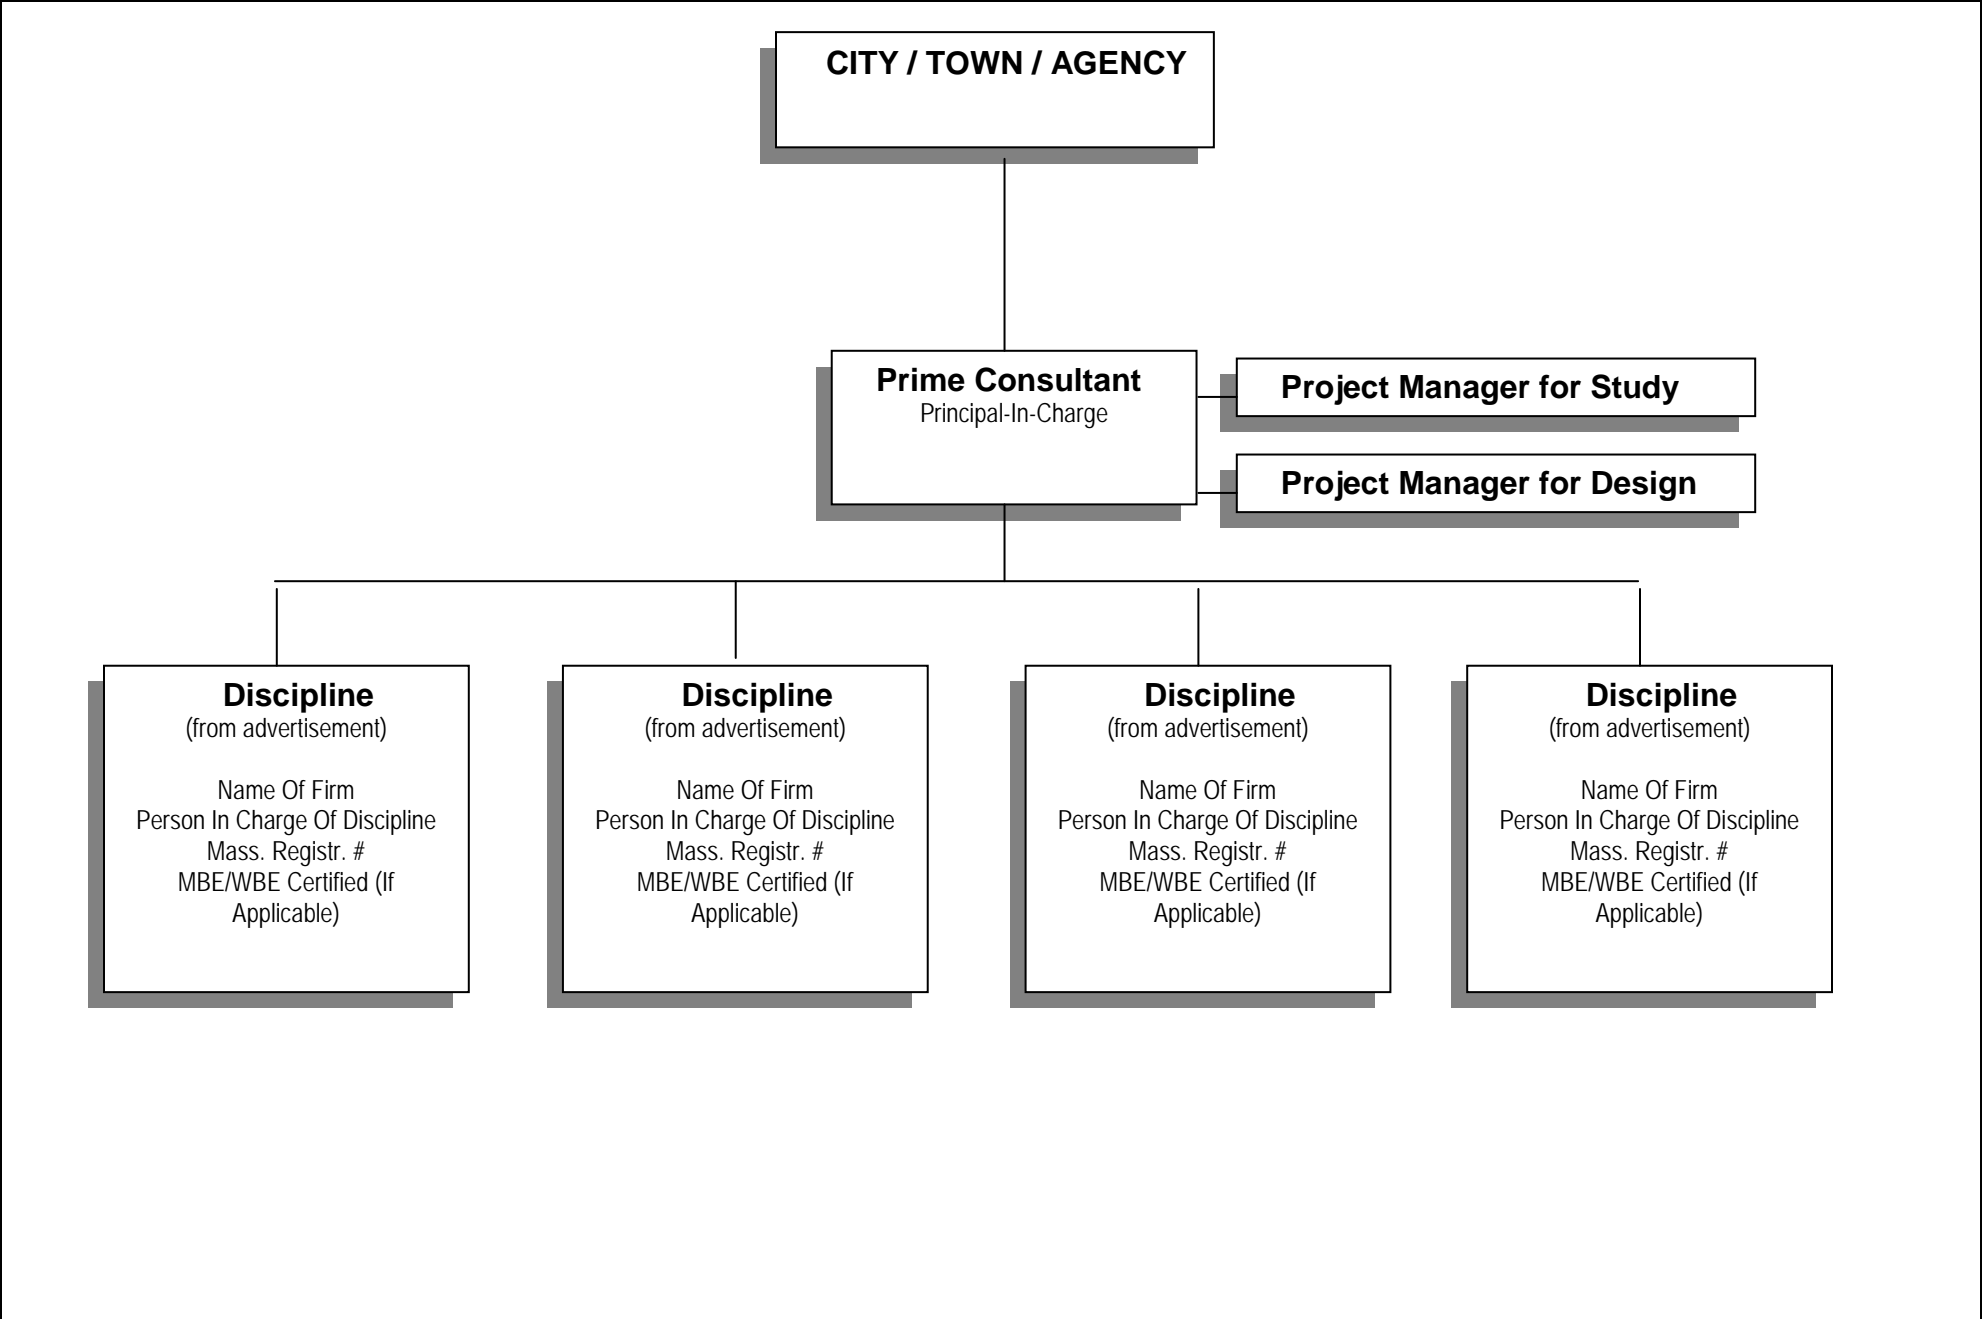 CITY / TOWN / AGENCY
Prime Consultant
Principal-In-Charge
Project Manager for Study
Project Manager for Design
Discipline
(from advertisement)
Name Of Firm
Person In Charge Of Discipline
Mass. Registr. #
MBE/WBE Certified (If
Applicable)
Discipline
(from advertisement)
Name Of Firm
Person In Charge Of Discipline
Mass. Registr. #
MBE/WBE Certified (If
Applicable)
Discipline
(from advertisement)
Name Of Firm
Person In Charge Of Discipline
Mass. Registr. #
MBE/WBE Certified (If
Applicable)
Discipline
(from advertisement)
Name Of Firm
Person In Charge Of Discipline
Mass. Registr. #
MBE/WBE Certified (If
Applicable)